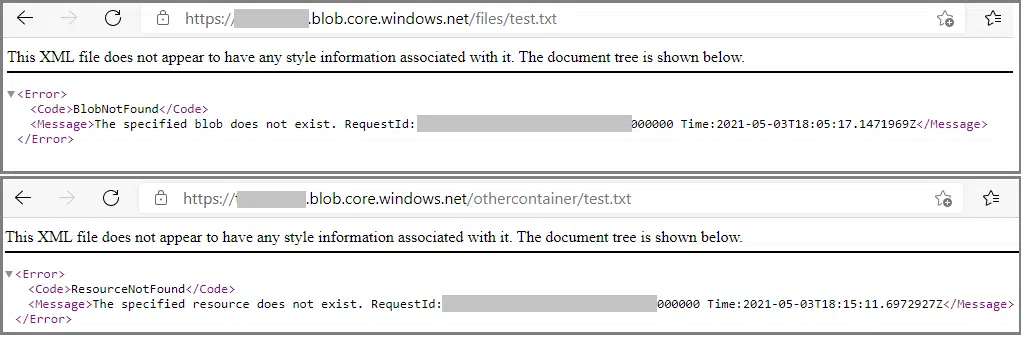 https:// .blob.core.windows.net/files/test.txt
This XML file does not appear to have any style information associated with it. The document tree is shown below.
▼<Error>
<Code>BlobNotFound</Code>
<Message>The specified blob does not exist. RequestId: 000000 Time:2021-05-03T18:05:17.1471969Z</Message>
</Error>
https:// .blob.core.windows.net/othercontainer/test.txt
This XML file does not appear to have any style information associated with it. The document tree is shown below.
▼<Error>
<Code>ResourceNotFound</Code>
<Message>The specified resource does not exist. RequestId: 000000 Time:2021-05-03T18:15:11.6972927Z</Message>
</Error>